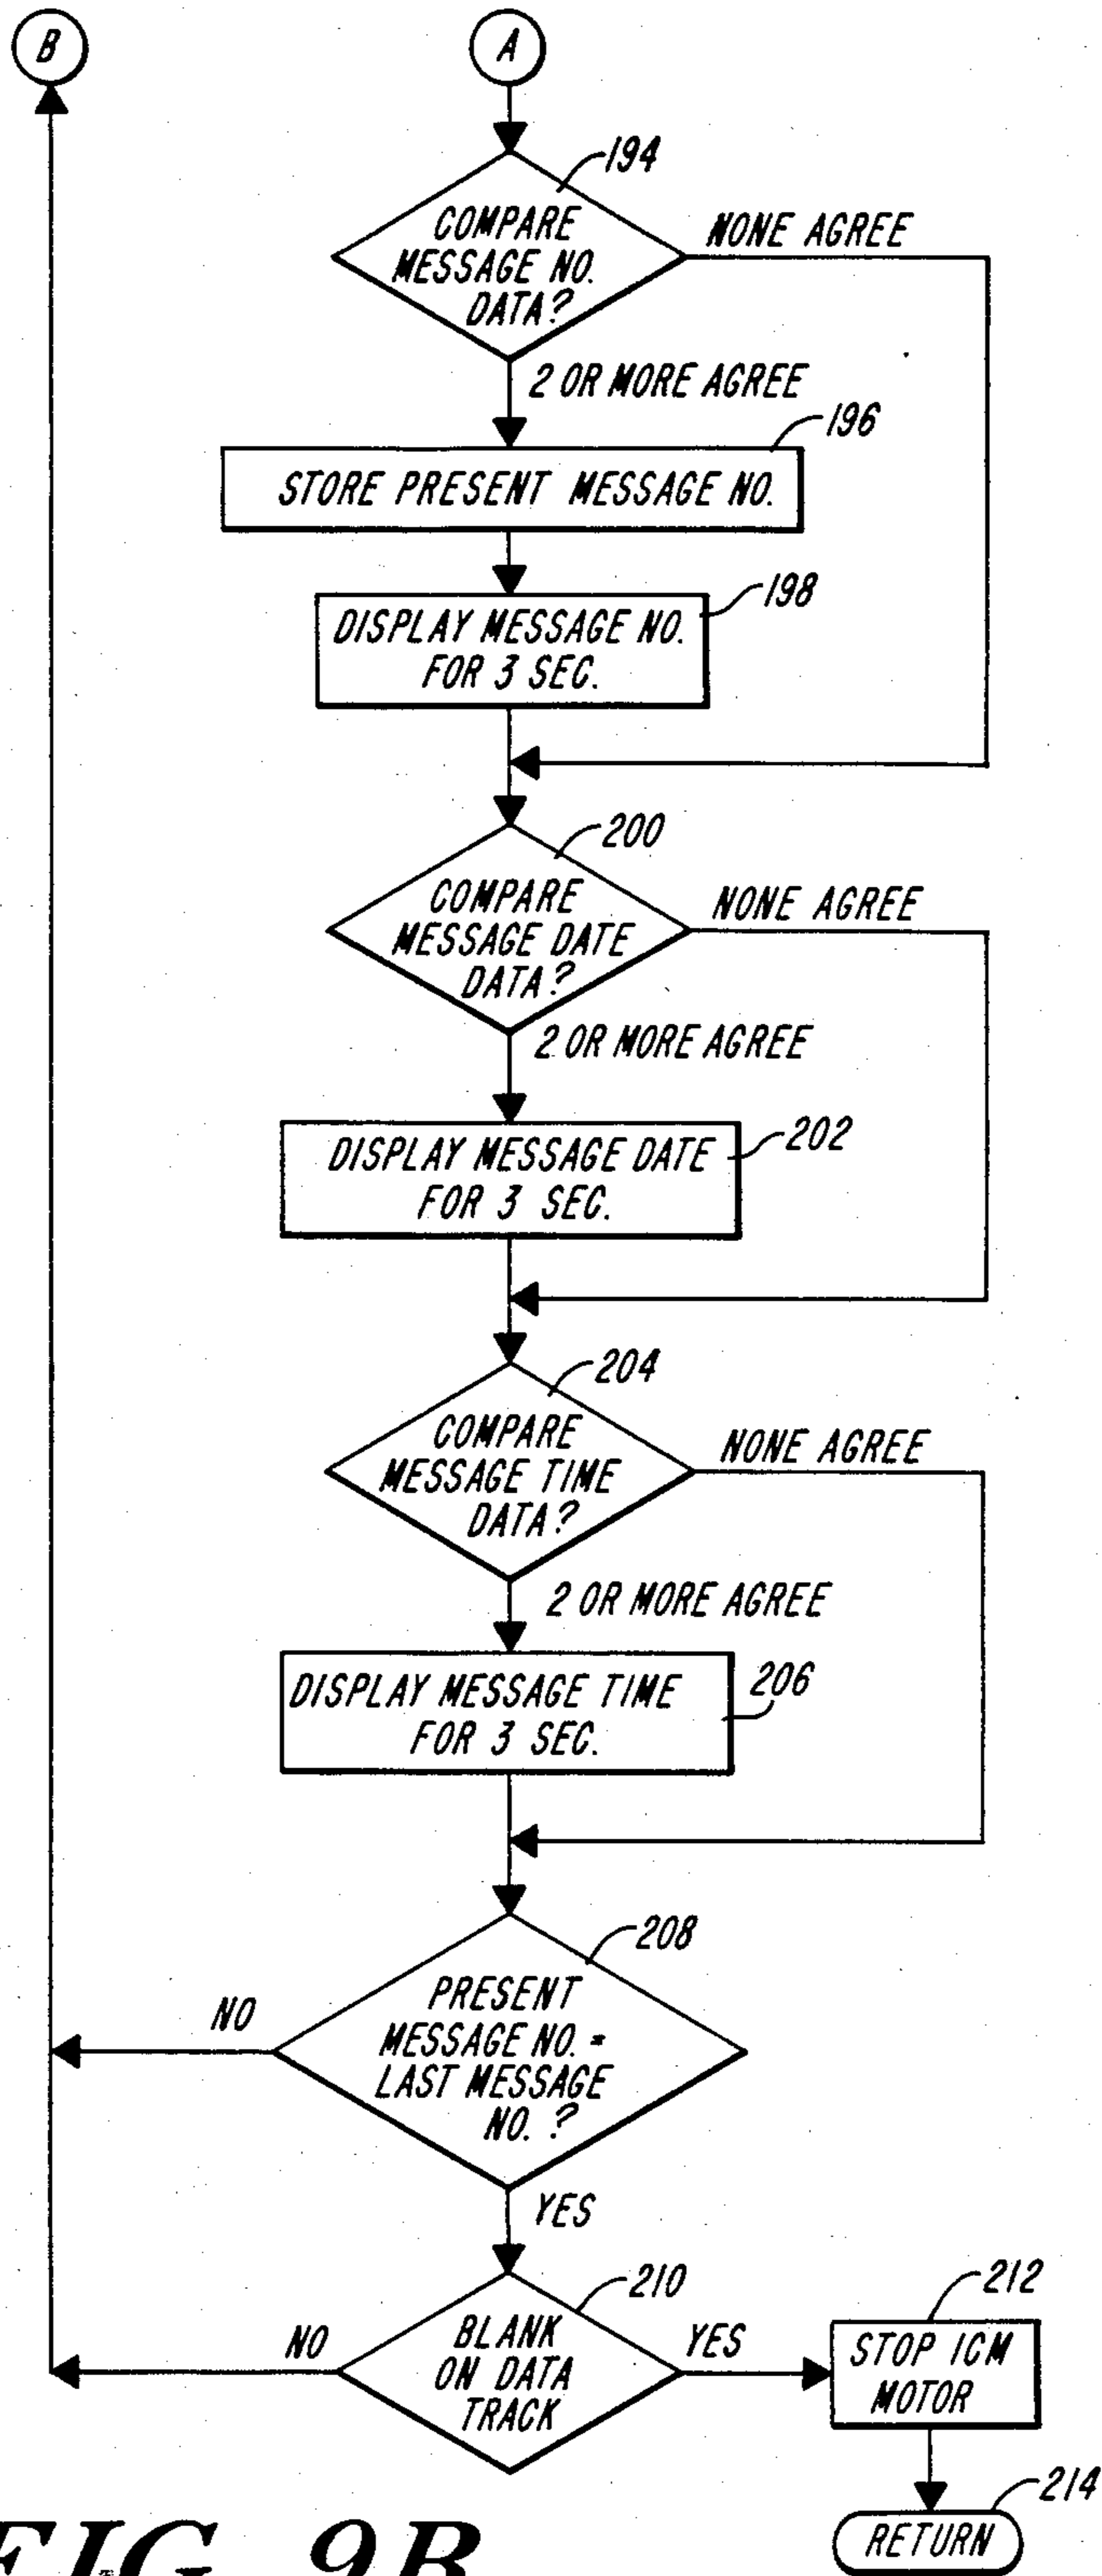 B
A
194
COMPARE
MESSAGE NO.
DATA?
NONE AGREE
2 OR MORE AGREE
196
STORE PRESENT MESSAGE NO.
198
DISPLAY MESSAGE NO.
FOR 3 SEC.
200
COMPARE
MESSAGE DATE
DATA?
NONE AGREE
2 OR MORE AGREE
202
DISPLAY MESSAGE DATE
FOR 3 SEC.
204
COMPARE
MESSAGE TIME
DATA?
NONE AGREE
2 OR MORE AGREE
206
DISPLAY MESSAGE TIME
FOR 3 SEC.
208
PRESENT
MESSAGE NO. =
LAST MESSAGE
NO. ?
NO
YES
210
BLANK
ON DATA
TRACK
NO
YES
212
STOP ICM
MOTOR
214
RETURN
FIG. 9B